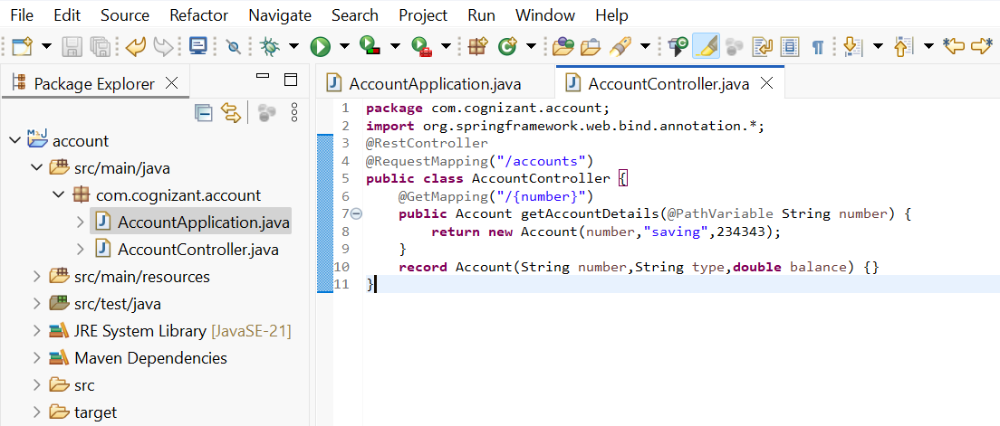 File Edit Source Refactor Navigate Search Project Run Window Help
Package Explorer
account
src/main/java
com.cognizant.account
AccountApplication.java
AccountController.java
src/main/resources
src/test/java
JRE System Library [JavaSE-21]
Maven Dependencies
src
target
AccountApplication.java AccountController.java
1 package com.cognizant.account;
2 import org.springframework.web.bind.annotation.*;
3 @RestController
4 @RequestMapping("/accounts")
5 public class AccountController {
6     @GetMapping("/{number}")
7     public Account getAccountDetails(@PathVariable String number) {
8         return new Account(number,"saving",234343);
9     }
10     record Account(String number,String type,double balance) {}
11 }